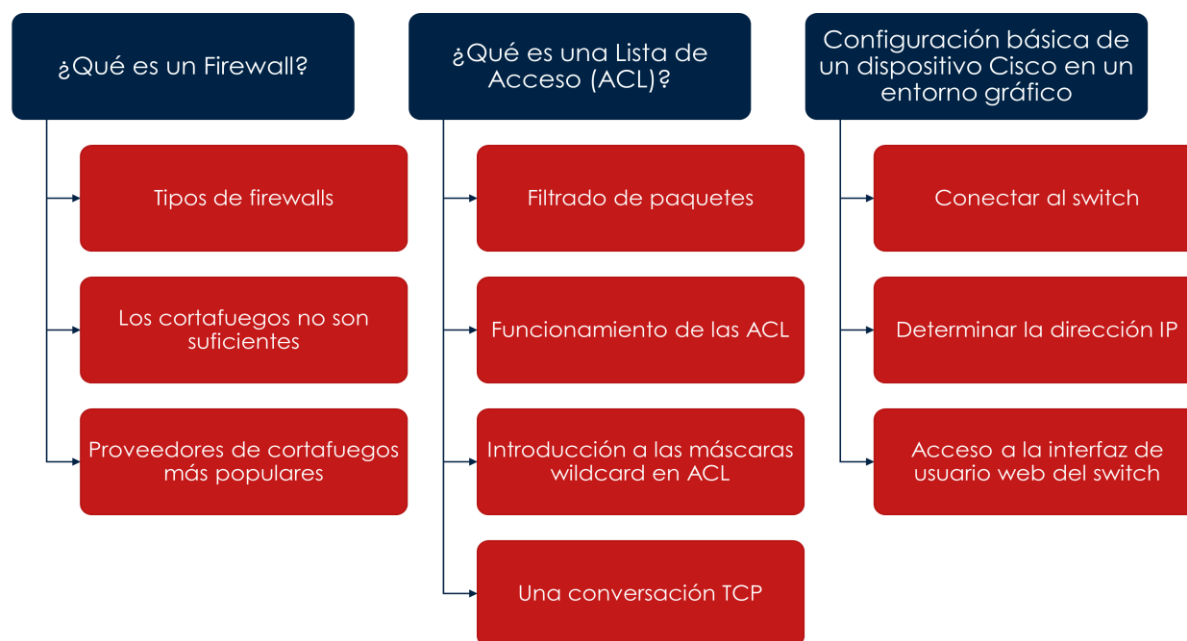 ¿Qué es un Firewall?
Tipos de firewalls
Los cortafuegos no son
suficientes
Proveedores de cortafuegos
más populares
¿Qué es una Lista de
Acceso (ACL)?
Filtrado de paquetes
Funcionamiento de las ACL
Introducción a las máscaras
wildcard en ACL
Una conversación TCP
Configuración básica de
un dispositivo Cisco en un
entorno gráfico
Conectar al switch
Determinar la dirección IP
Acceso a la interfaz de
usuario web del switch